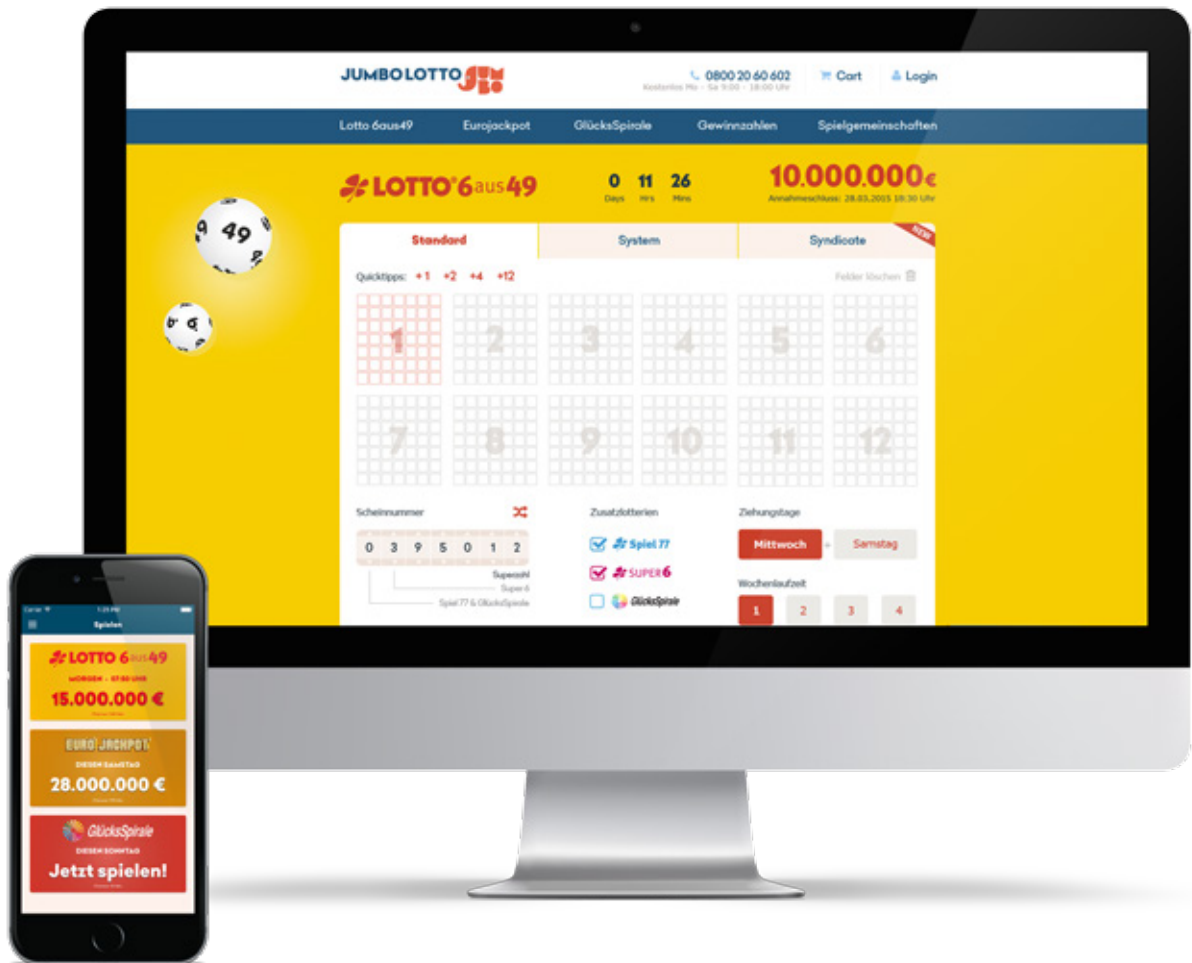 JUMBOLOTTO JUMBO
0800 20 60 602
Kostenlos Mo - Sa 9:00 - 18:00 Uhr
Cart
Login
Lotto 6aus49
Eurojackpot
GlücksSpirale
Gewinnzahlen
Spielgemeinschaften
LOTTO® 6aus49
0 11 26
Days Hrs Mins
10.000.000€
Annahmeschluss: 28.03.2015 18:30 Uhr
49
Standard
System
Syndicate
NEW
Quicktipps: +1 +2 +4 +12
Felder löschen
1 2 3 4 5 6
7 8 9 10 11 12
Scheinnummer
0 3 9 5 0 1 2
Superzahl
Super 6
Spiel 77 & GlücksSpirale
Zusatzlotterien
Spiel 77
SUPER 6
GlücksSpirale
Ziehungstage
Mittwoch + Samstag
Wochenlaufzeit
1 2 3 4
Carrier
1:20 PM
Spielen
LOTTO 6aus49
15.000.000 €
EUROJACKPOT
DIESEN SAMSTAG
28.000.000 €
GlücksSpirale
DIESEN SONNTAG
Jetzt spielen!